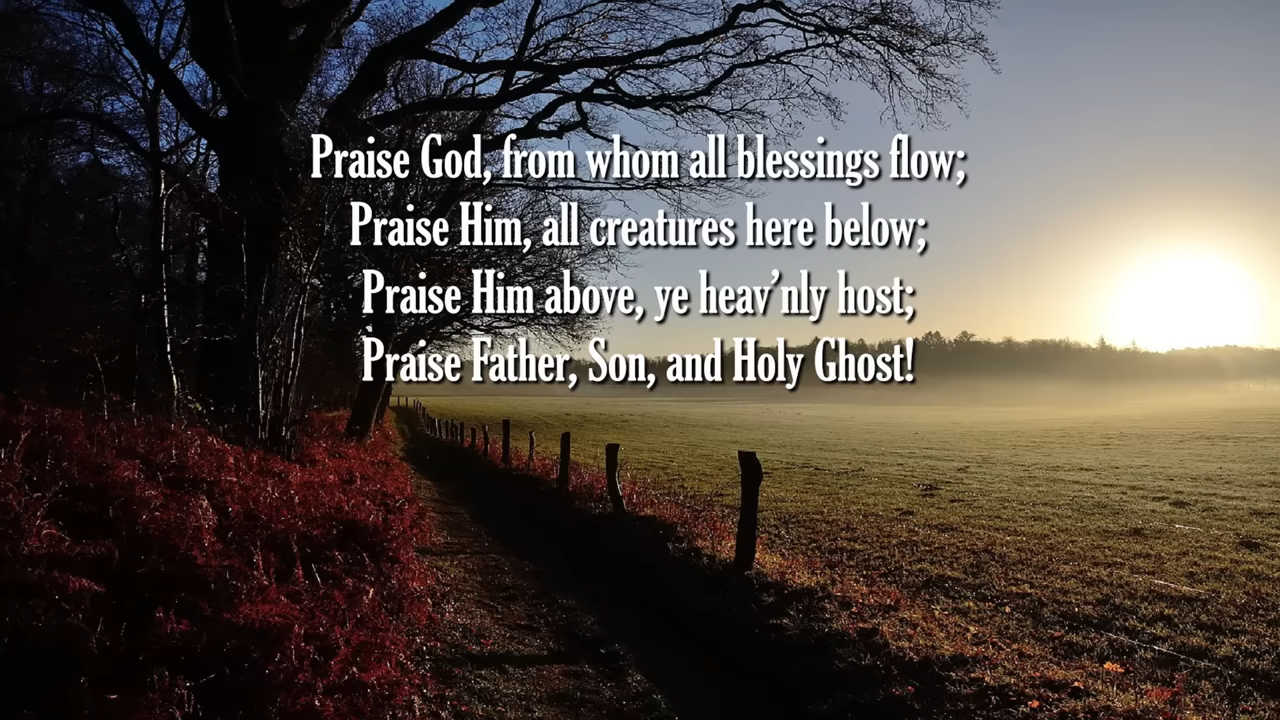 Praise God, from whom all blessings flow;
Praise Him, all creatures here below;
Praise Him above, ye heav’nly host;
Praise Father, Son, and Holy Ghost!